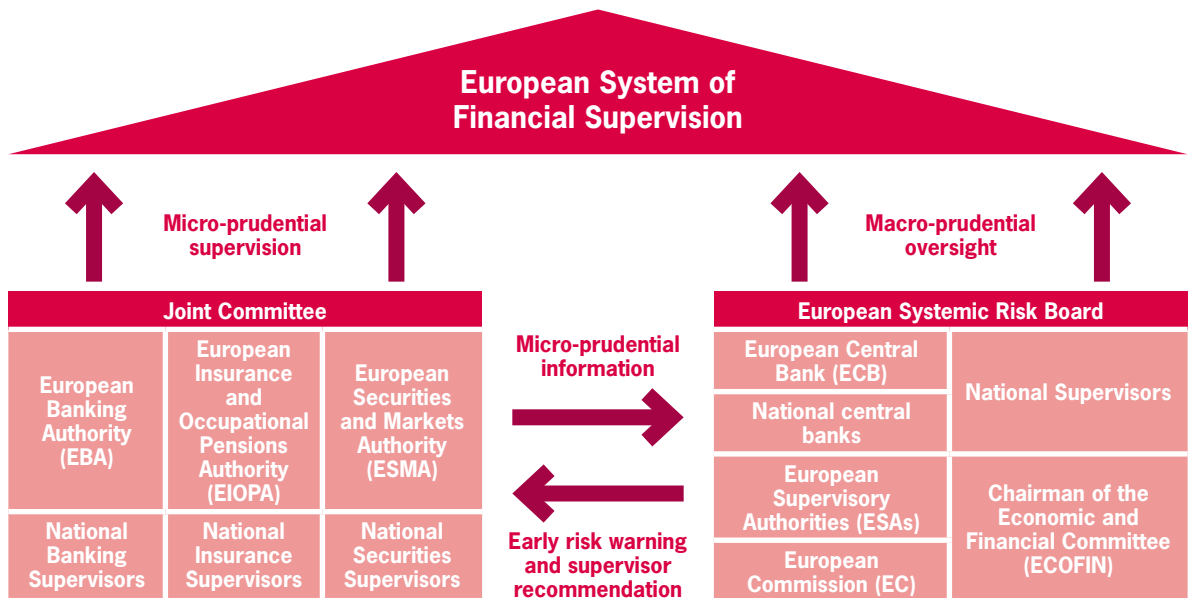 European System of
Financial Supervision
Micro-prudential
supervision
Macro-prudential
oversight
Joint Committee
European
Banking
Authority
(EBA)
European
Insurance
and
Occupational
Pensions
Authority
(EIOPA)
European
Securities
and Markets
Authority
(ESMA)
National
Banking
Supervisors
National
Insurance
Supervisors
National
Securities
Supervisors
Micro-prudential
information
Early risk warning
and supervisor
recommendation
European Systemic Risk Board
European Central
Bank (ECB)
National central
banks
European
Supervisory
Authorities (ESAs)
European
Commission (EC)
National Supervisors
Chairman of the
Economic and
Financial Committee
(ECOFIN)